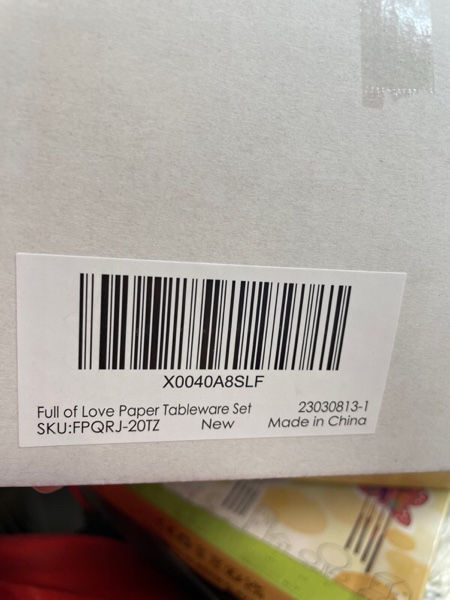 X0040A8SLF
Full of Love Paper Tableware Set 23030813-1
SKU:FPQRJ-20TZ New Made in China